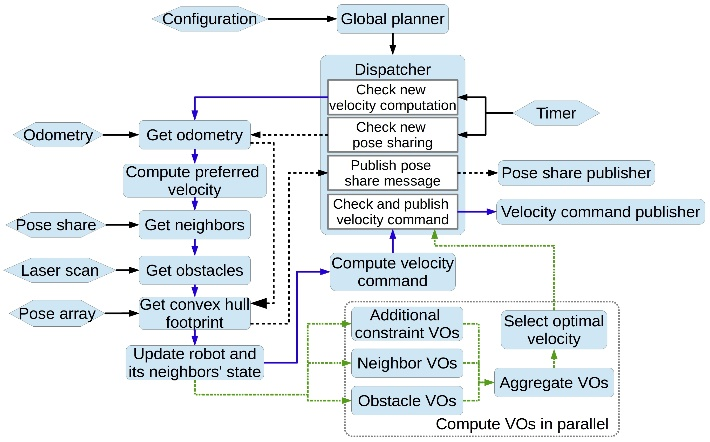 Configuration
Global planner
Dispatcher
Check new
velocity computation
Timer
Odometry
Get odometry
Check new
pose sharing
Compute preferred
velocity
Publish pose
share message
Pose share publisher
Pose share
Get neighbors
Check and publish
velocity command
Velocity command publisher
Laser scan
Get obstacles
Compute velocity
command
Pose array
Get convex hull
footprint
Additional
constraint VOs
Select optimal
velocity
Update robot and
its neighbors' state
Neighbor VOs
Aggregate VOs
Obstacle VOs
Compute VOs in parallel